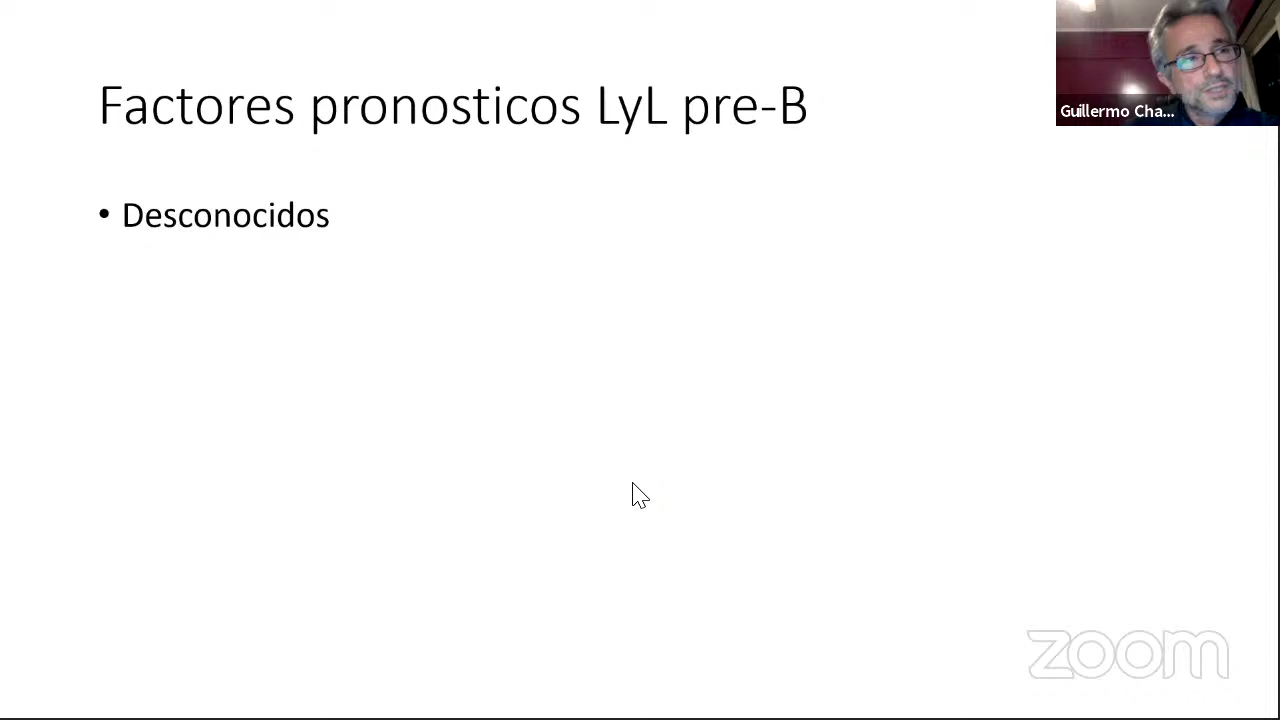 Factores pronosticos LyL pre-B
• Desconocidos
Guillermo Cha...
zoom